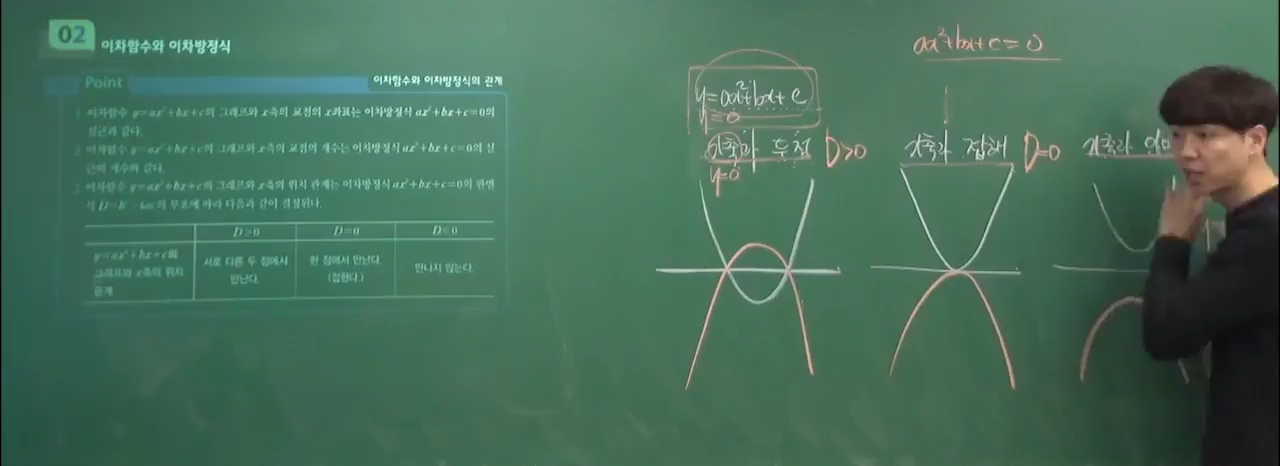 02 이차함수와 이차방정식
Point
이차함수와 이차방정식의 관계
1 이차함수 y=ax²+bx+c의 그래프와 x축의 교점의 x좌표는 이차방정식 ax²+bx+c=0의
실근과 같다.
2 이차함수 y=ax²+bx+c의 그래프와 x축의 교점의 개수는 이차방정식 ax²+bx+c=0의 실
근의 개수와 같다.
3 이차함수 y=ax²+bx+c의 그래프와 x축의 위치 관계는 이차방정식 ax²+bx+c=0의 판별
식 D=b²-4ac의 부호에 따라 다음과 같이 결정된다.
D>0 D=0 D<0
y=ax²+bx+c의
그래프와 x축의 위치
관계
서로 다른 두 점에서
만난다.
한 점에서 만난다.
(접한다.)
만나지 않는다.
ax²+bx+c=0
y=ax²+bx+c
y=0
x축과 두점 D>0
y=0
x축과 접해 D=0
x축과